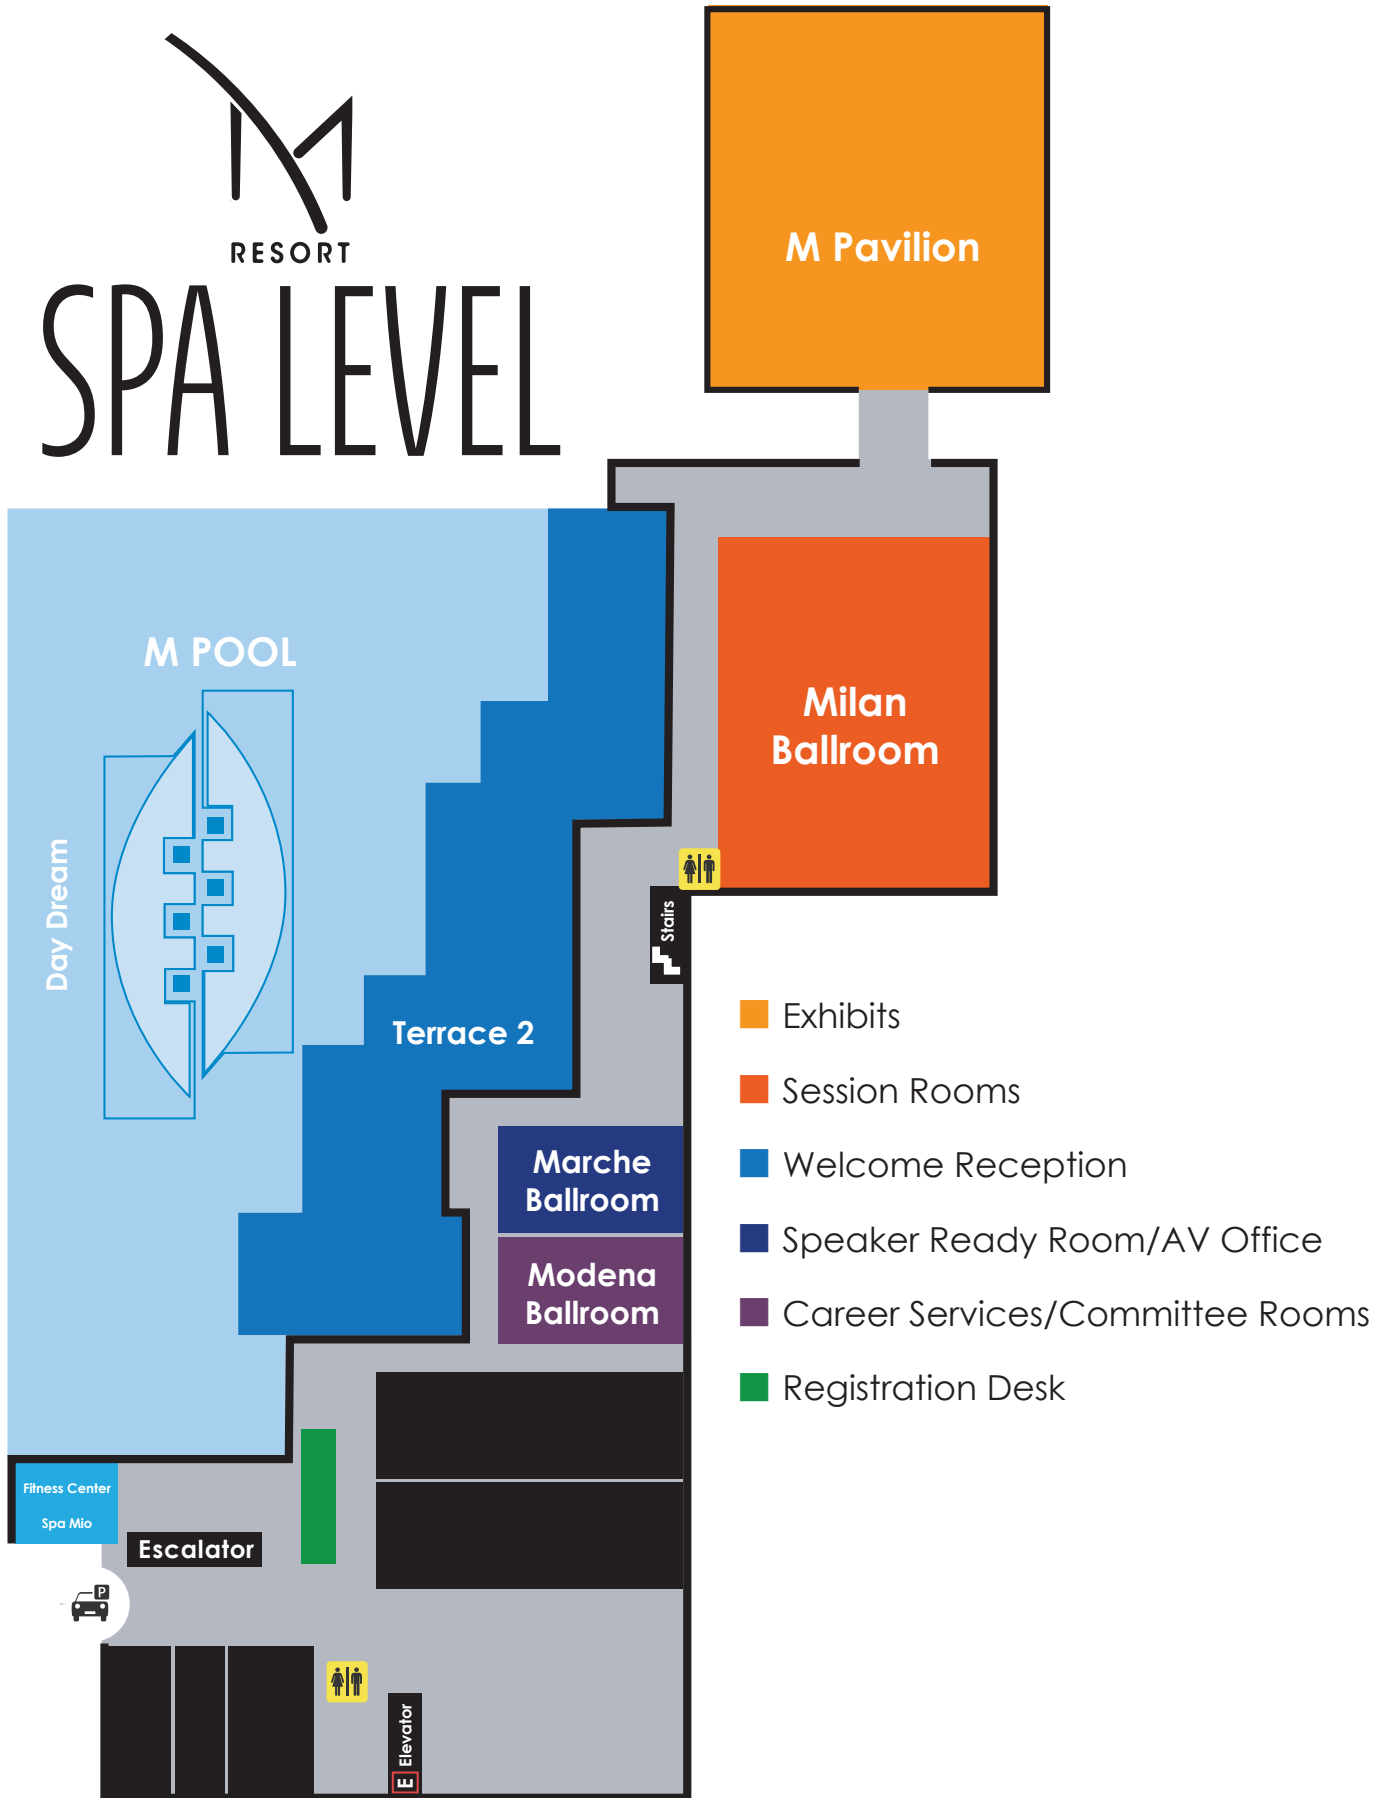 M
RESORT
SPA LEVEL
M Pavilion
M POOL
Day Dream
Milan
Ballroom
Stairs
Terrace 2
Marche
Ballroom
Modena
Ballroom
Exhibits
Session Rooms
Welcome Reception
Speaker Ready Room/AV Office
Career Services/Committee Rooms
Registration Desk
Fitness Center
Spa Mio
Escalator
P
Elevator
E